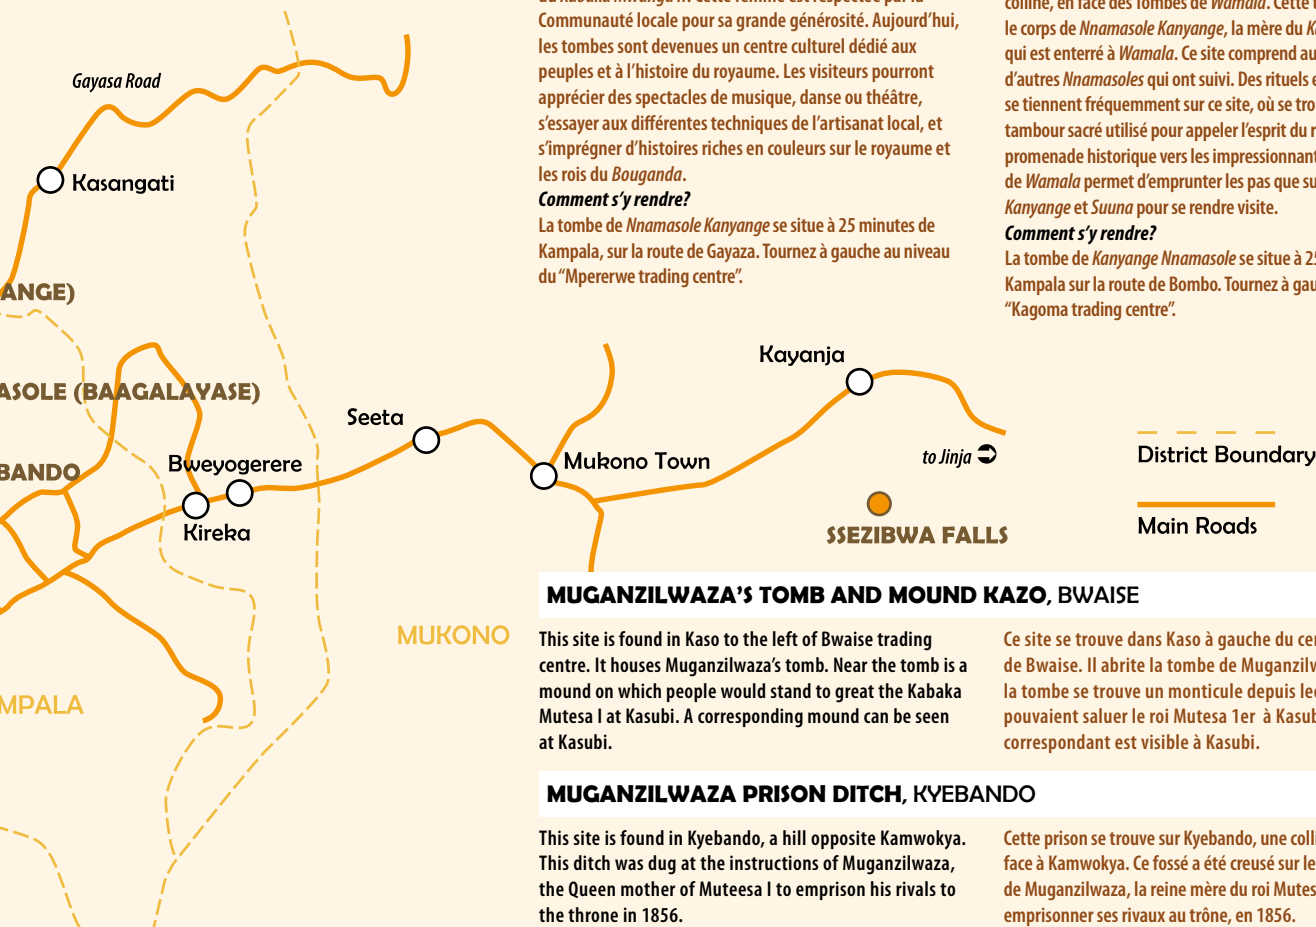 Communauté locale pour sa grande générosité. Aujourd’hui,
les tombes sont devenues un centre culturel dédié aux
peuples et à l’histoire du royaume. Les visiteurs pourront
apprécier des spectacles de musique, danse ou théâtre,
s’essayer aux différentes techniques de l’artisanat local, et
s’imprégner d’histoires riches en couleurs sur le royaume et
les rois du Bouganda.
Comment s’y rendre?
La tombe de Nnamasole Kanyange se situe à 25 minutes de
Kampala, sur la route de Gayaza. Tournez à gauche au niveau
du “Mpererwe trading centre”.
colline, en face des Tombes de Wamala. Cette
le corps de Nnamasole Kanyange, la mère du
qui est enterré à Wamala. Ce site comprend
d’autres Nnamasoles qui ont suivi. Des rituels
se tiennent fréquemment sur ce site, où se
tambour sacré utilisé pour appeler l’esprit du
promenade historique vers les impressionnant
de Wamala permet d’emprunter les pas que
Kanyange et Suuna pour se rendre visite.
Comment s’y rendre?
La tombe de Kanyange Nnamasole se situe à
Kampala sur la route de Bombo. Tournez à
“Kagoma trading centre”.
Gayasa Road
Kasangati
ANGE)
ASOLE (BAAGALAYASE)
BANDO
Bweyogerere
Kireka
Seeta
Mukono Town
Kayanja
to Jinja
SSEZIBWA FALLS
District Boundary
Main Roads
MUKONO
MPALA
MUGANZILWAZA’S TOMB AND MOUND KAZO, BWAISE
This site is found in Kaso to the left of Bwaise trading
centre. It houses Muganzilwaza’s tomb. Near the tomb is a
mound on which people would stand to great the Kabaka
Mutesa I at Kasubi. A corresponding mound can be seen
at Kasubi.
Ce site se trouve dans Kaso à gauche du
de Bwaise. Il abrite la tombe de
la tombe se trouve un monticule depuis
pouvaient saluer le roi Mutesa 1er à
correspondant est visible à Kasubi.
MUGANZILWAZA PRISON DITCH, KYEBANDO
This site is found in Kyebando, a hill opposite Kamwokya.
This ditch was dug at the instructions of Muganzilwaza,
the Queen mother of Muteesa I to emprison his rivals to
the throne in 1856.
Cette prison se trouve sur Kyebando, une
face à Kamwokya. Ce fossé a été creusé sur
de Muganzilwaza, la reine mère du roi
emprisonner ses rivaux au trône, en 1856.